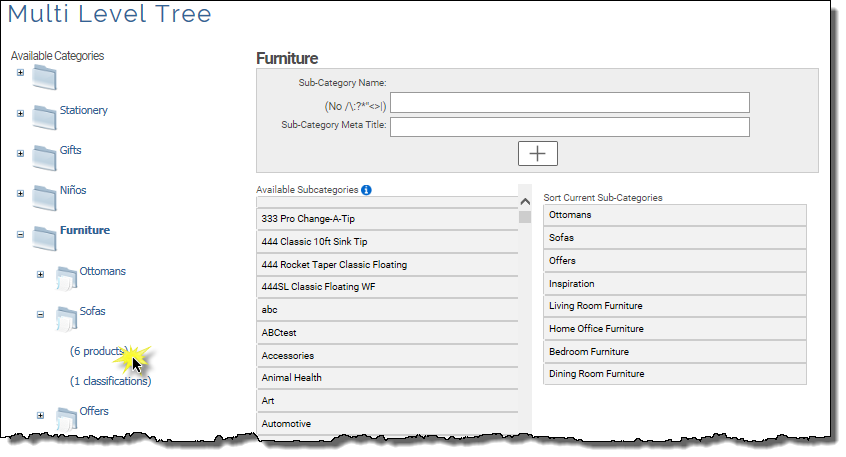 Multi Level Tree
Available Categories
Stationery
Gifts
Niños
Furniture
Ottomans
Sofas
(6 products)
(1 classifications)
Offers
Furniture
Sub-Category Name:
(No /\:?*"<>|)
Sub-Category Meta Title:
Available Subcategories
333 Pro Change-A-Tip
444 Classic 10ft Sink Tip
444 Rocket Taper Classic Floating
444SL Classic Floating WF
abc
ABCtest
Accessories
Animal Health
Art
Automotive
Sort Current Sub-Categories
Ottomans
Sofas
Offers
Inspiration
Living Room Furniture
Home Office Furniture
Bedroom Furniture
Dining Room Furniture